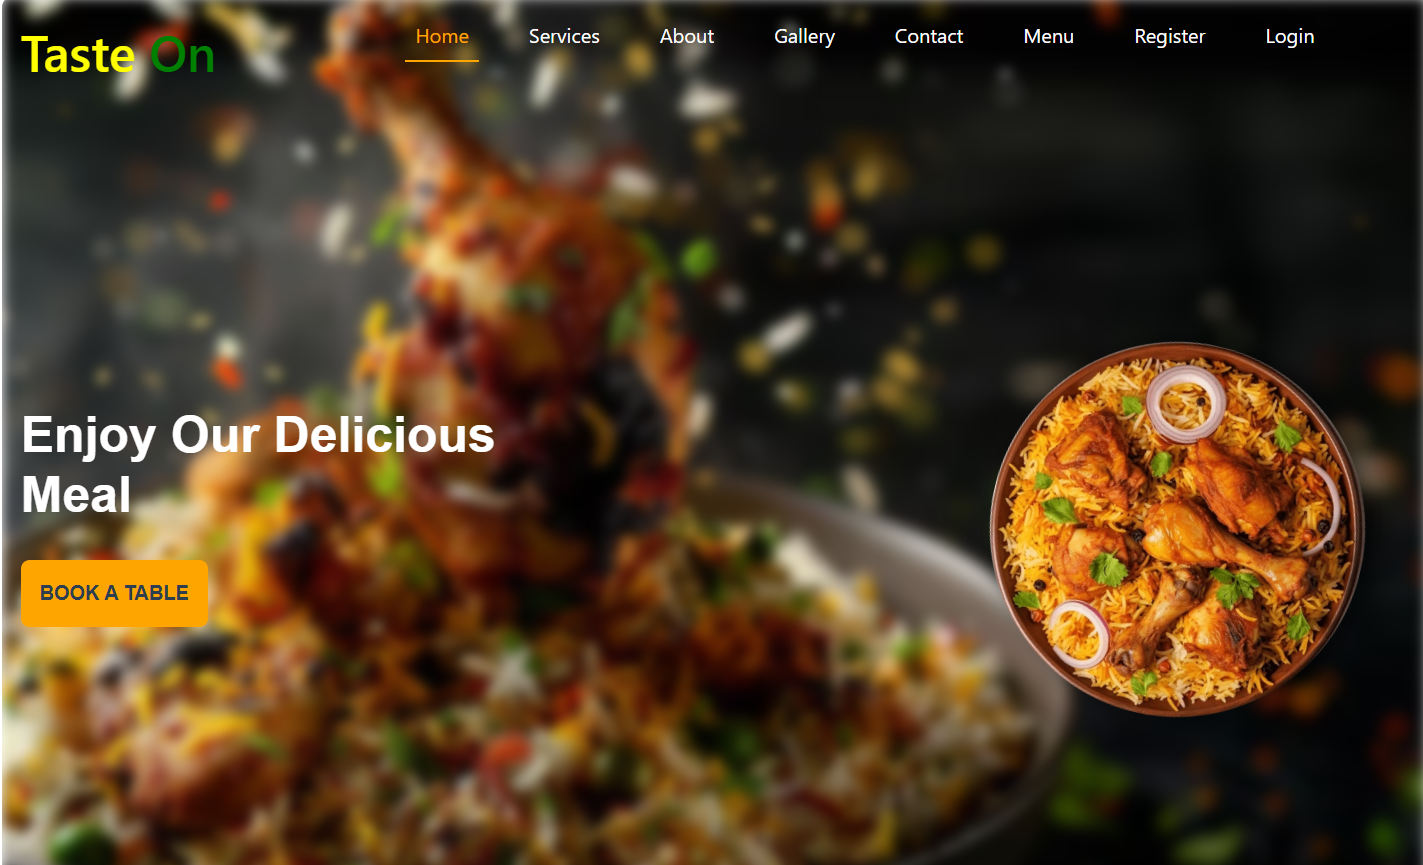 Taste On
Home Services About Gallery Contact Menu Register Login
Enjoy Our Delicious
Meal
BOOK A TABLE